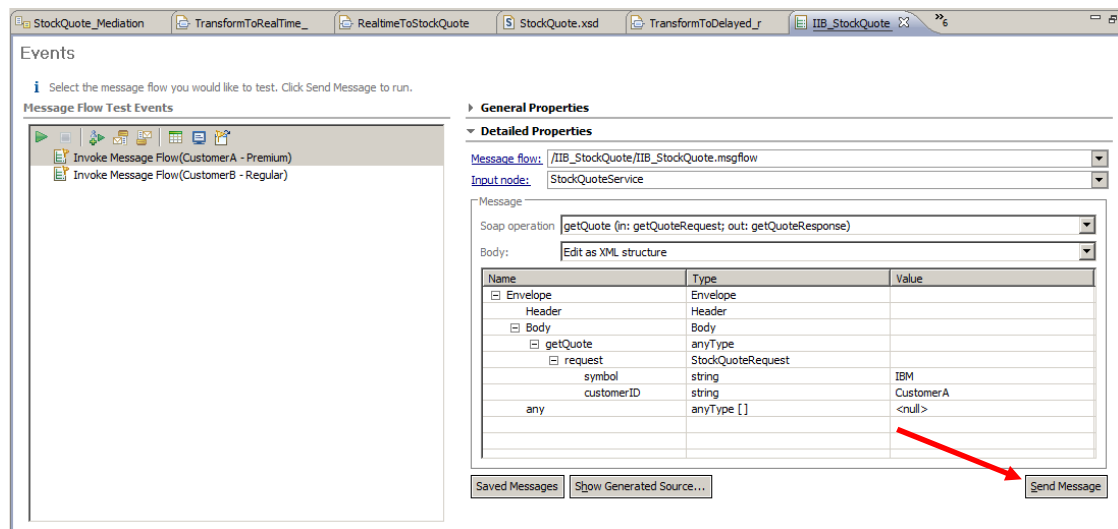 StockQuote_Mediation TransformToRealTime_ RealtimeToStockQuote StockQuote.xsd TransformToDelayed_r IIB_StockQuote »6
Events
i Select the message flow you would like to test. Click Send Message to run.
Message Flow Test Events
Invoke Message Flow(CustomerA - Premium)
Invoke Message Flow(CustomerB - Regular)
General Properties
Detailed Properties
Message flow: /IIB_StockQuote/IIB_StockQuote.msgflow
Input node: StockQuoteService
Message
Soap operation getQuote (in: getQuoteRequest; out: getQuoteResponse)
Body: Edit as XML structure
Name Type Value
Envelope Envelope
Header Header
Body Body
getQuote anyType
request StockQuoteRequest
symbol string IBM
customerID string CustomerA
any anyType [] <null>
Saved Messages Show Generated Source... Send Message